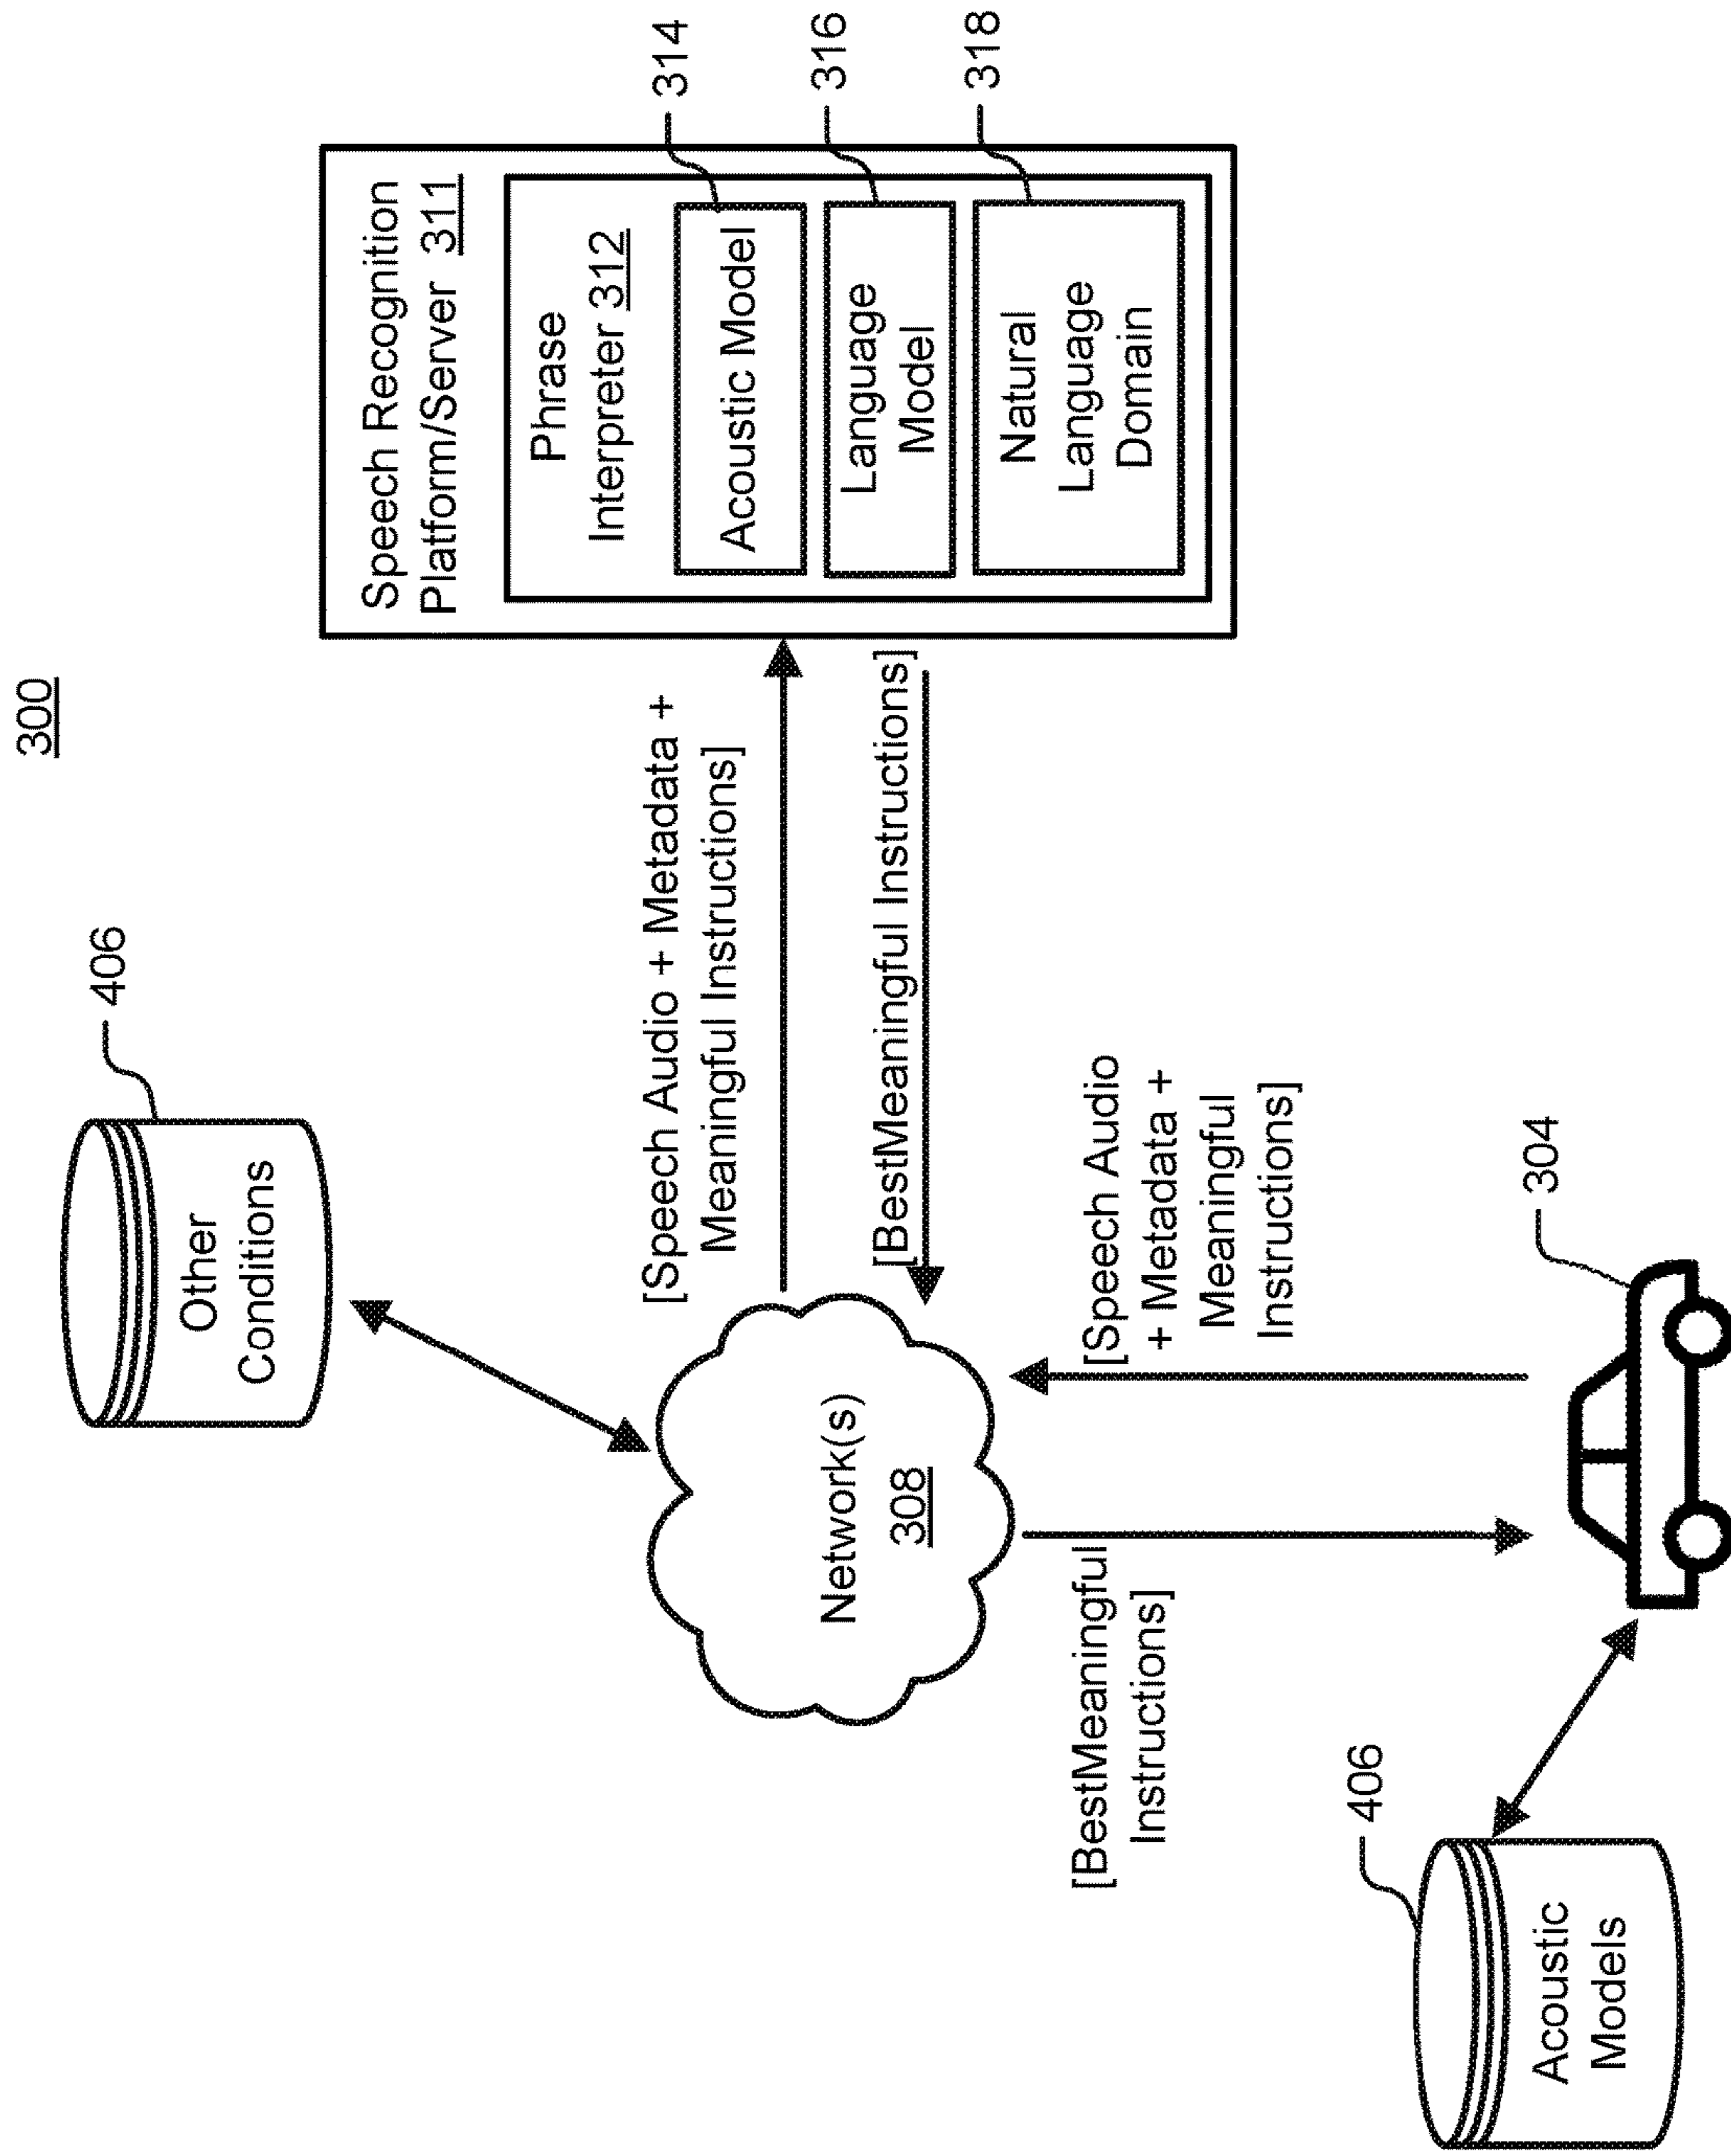 300
406
Other
Conditions
Speech Recognition
Platform/Server 311
Phrase
Interpreter 312
Acoustic Model
314
Language
Model
316
Natural
Language
Domain
318
[Speech Audio + Metadata +
Meaningful Instructions]
[BestMeaningful Instructions]
Network(s)
308
[Speech Audio
+ Metadata +
Meaningful
Instructions]
[BestMeaningful
Instructions]
304
406
Acoustic
Models